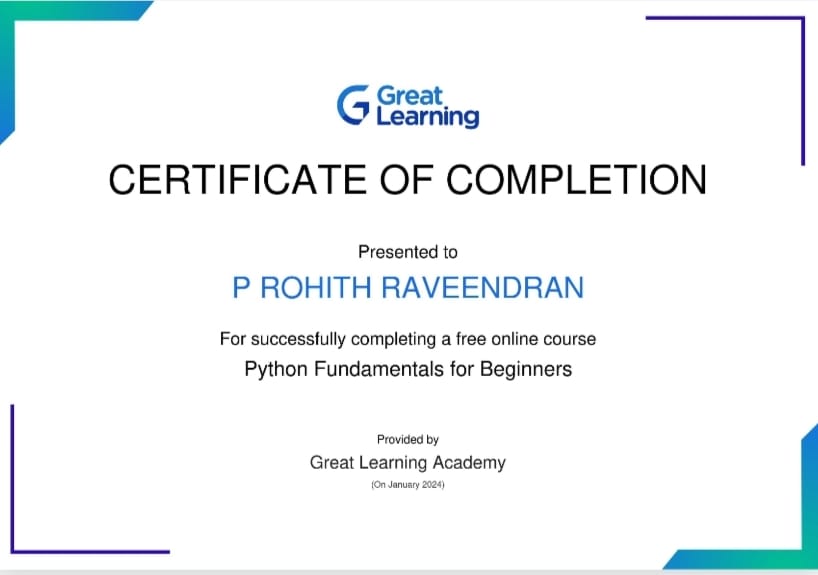 Great
Learning
CERTIFICATE OF COMPLETION
Presented to
P ROHITH RAVEENDRAN
For successfully completing a free online course
Python Fundamentals for Beginners
Provided by
Great Learning Academy
(On January 2024)